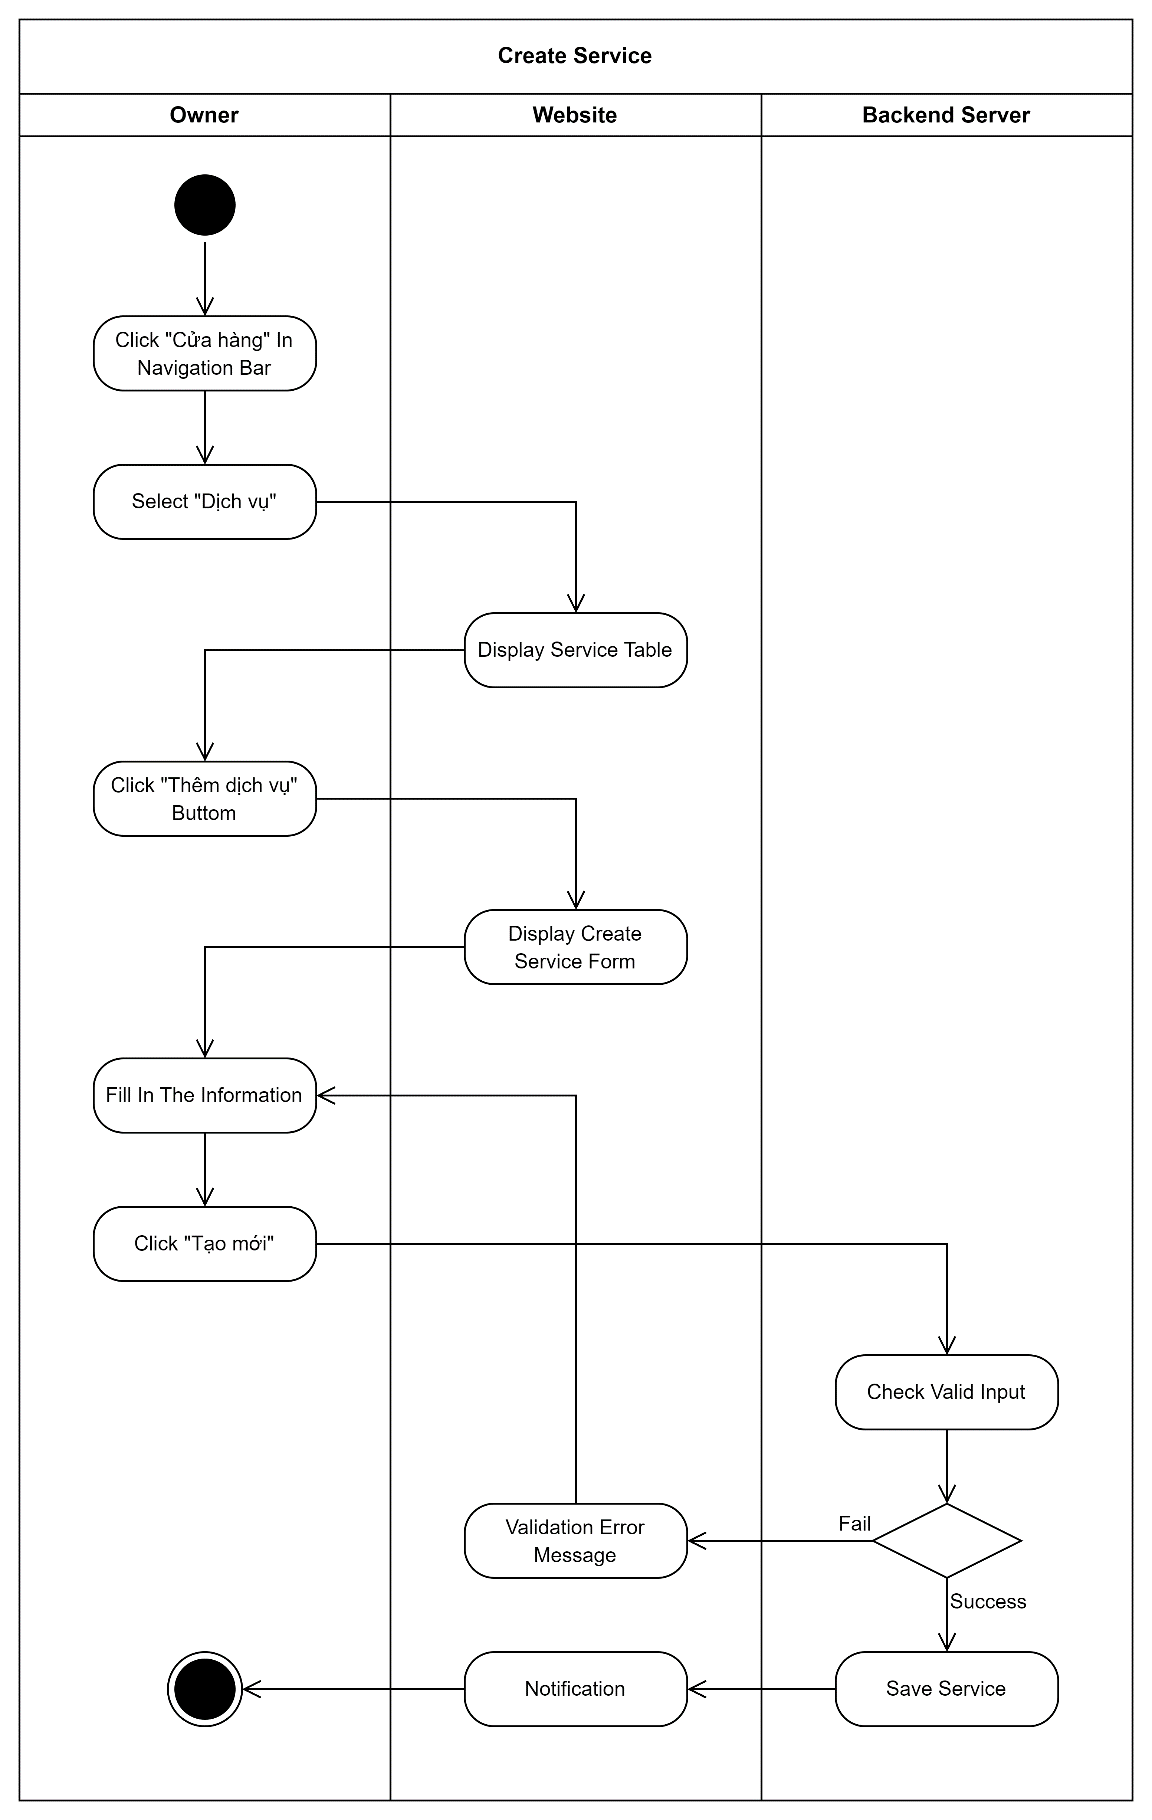 Create Service
Owner
Website
Backend Server
Click "Cửa hàng" In
Navigation Bar
Select "Dịch vụ"
Display Service Table
Click "Thêm dịch vụ"
Buttom
Display Create
Service Form
Fill In The Information
Click "Tạo mới"
Check Valid Input
Fail
Validation Error
Message
Success
Save Service
Notification